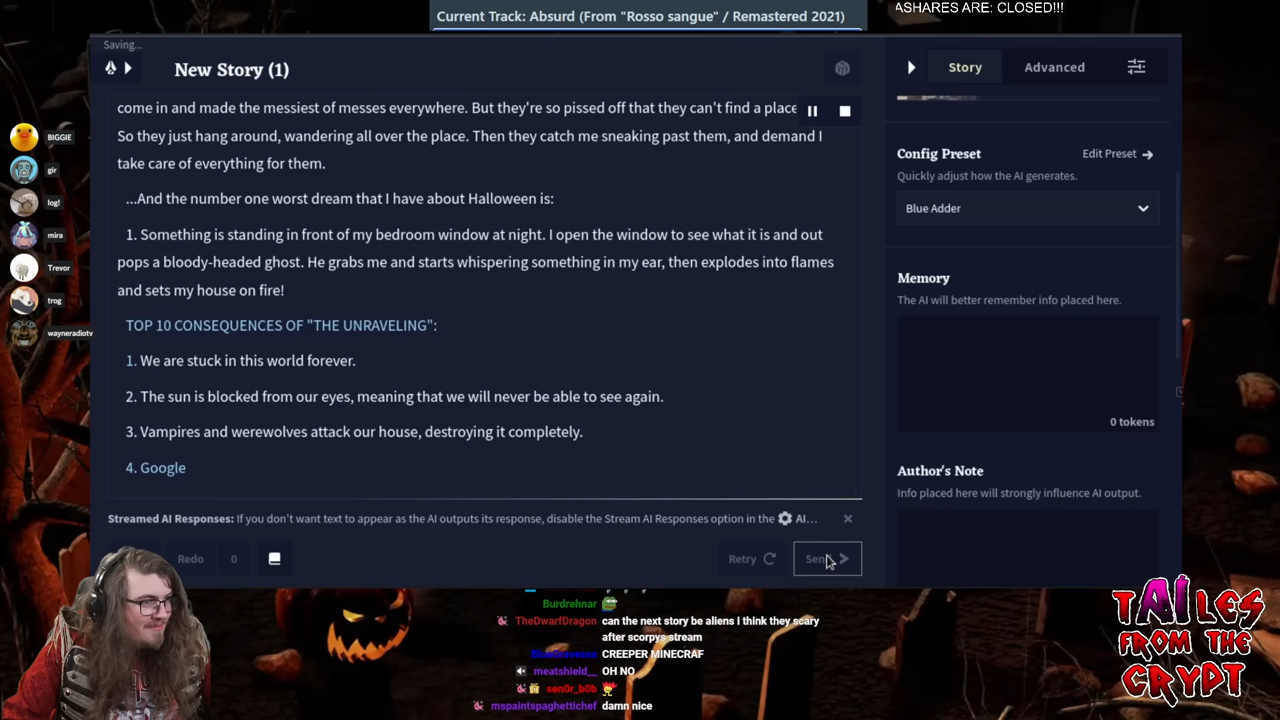 Current Track: Absurd (From "Rosso sangue" / Remastered 2021)
ASHARES ARE: CLOSED!!!
Saving...
New Story (1)
Story
Advanced
come in and made the messiest of messes everywhere. But they're so pissed off that they can't find a place
So they just hang around, wandering all over the place. Then they catch me sneaking past them, and demand I
take care of everything for them.
...And the number one worst dream that I have about Halloween is:
1. Something is standing in front of my bedroom window at night. I open the window to see what it is and out
pops a bloody-headed ghost. He grabs me and starts whispering something in my ear, then explodes into flames
and sets my house on fire!
TOP 10 CONSEQUENCES OF "THE UNRAVELING":
1. We are stuck in this world forever.
2. The sun is blocked from our eyes, meaning that we will never be able to see again.
3. Vampires and werewolves attack our house, destroying it completely.
4. Google
Streamed AI Responses: If you don't want text to appear as the AI outputs its response, disable the Stream AI Responses option in the AI...
Redo 0
Retry
Send
Config Preset
Edit Preset
Quickly adjust how the AI generates.
Blue Adder
Memory
The AI will better remember info placed here.
0 tokens
Author's Note
Info placed here will strongly influence AI output.
BIGGIE
gir
log!
mira
Trevor
trog
wayneradiotv
Burdrehnar
TheDwarfDragon can the next story be aliens i think they scary
after scorpys stream
CREEPER MINECRAF
meatshield__ OH NO
sen0r_b0b
mspaintspaghettichef damn nice
TAILES
FROM THE
CRYPT